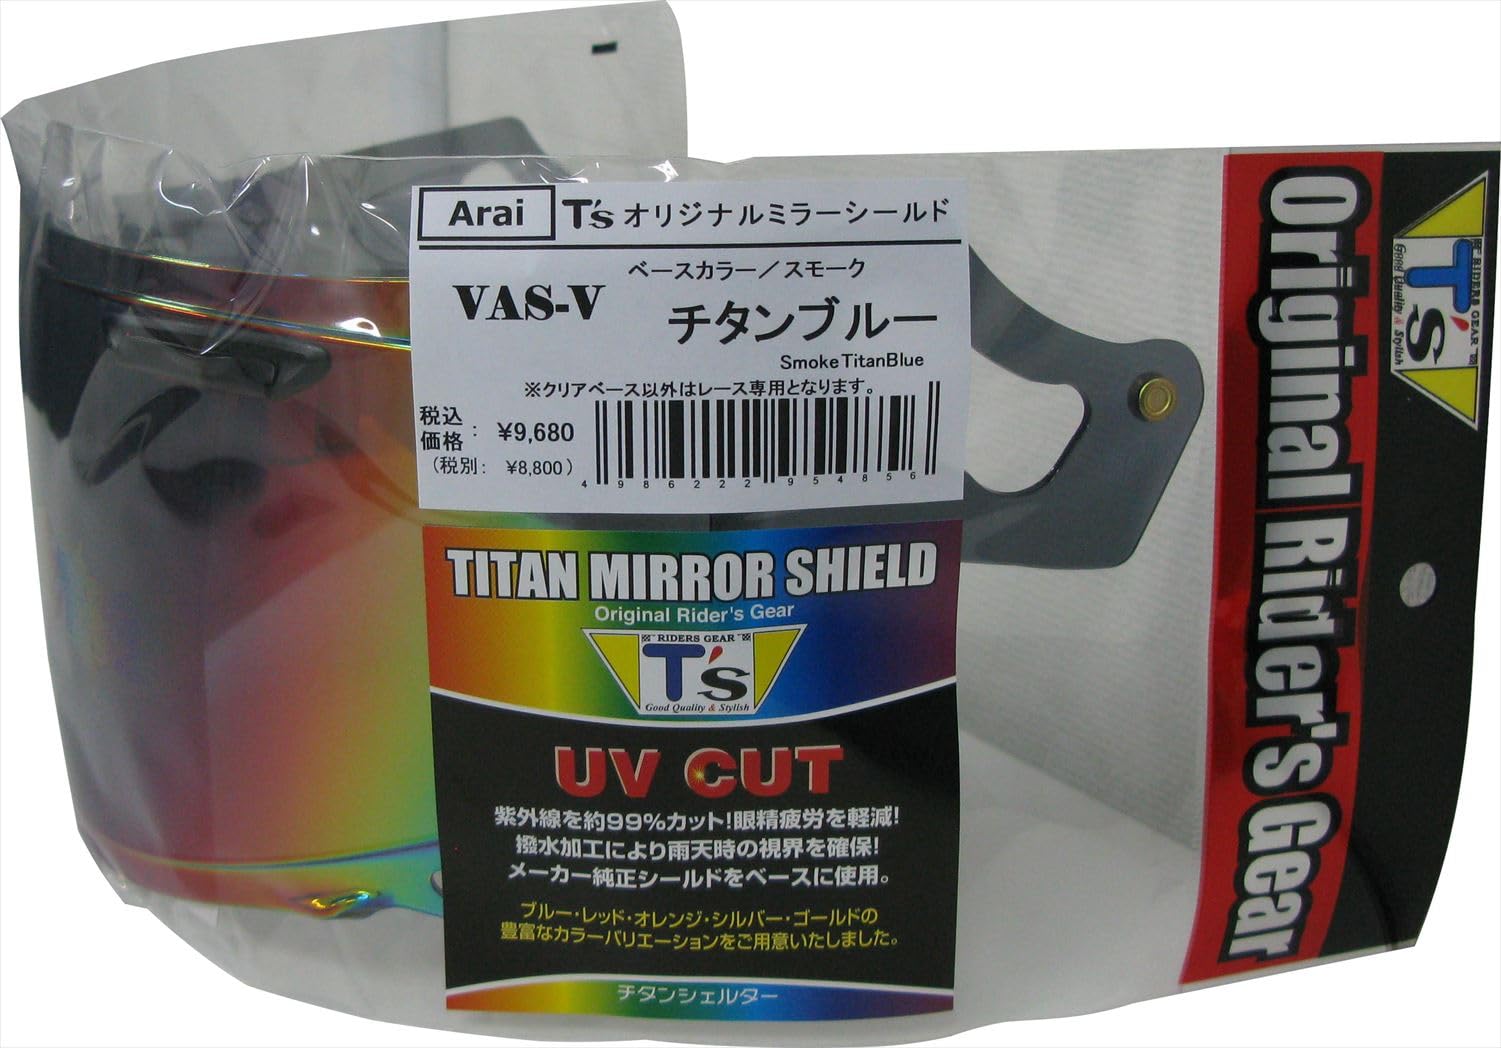 Arai T's オリジナルミラーシールド
ベースカラー／スモーク
VAS-V チタンブルー
Smoke TitanBlue
※クリアベース以外はレース専用となります。
税込価格: ¥9,680
（税別: ¥8,800）
4986222954856
TITAN MIRROR SHIELD
Original Rider's Gear
RIDERS GEAR
T's
Good Quality & Stylish
UV CUT
紫外線を約99%カット!眼精疲労を軽減!
撥水加工により雨天時の視界を確保!
メーカー純正シールドをベースに使用。
ブルー・レッド・オレンジ・シルバー・ゴールドの
豊富なカラーバリエーションをご用意いたしました。
チタンシェルター
Original Rider's Gear
RIDERS GEAR
T's
Good Quality & Stylish